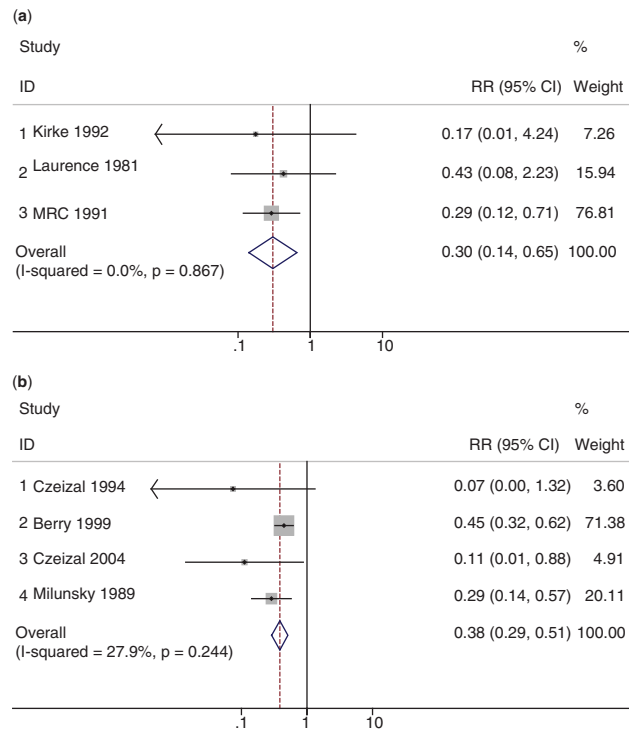 (a)
Study %
ID RR (95% CI) Weight
1 Kirke 1992 0.17 (0.01, 4.24) 7.26
2 Laurence 1981 0.43 (0.08, 2.23) 15.94
3 MRC 1991 0.29 (0.12, 0.71) 76.81
Overall 0.30 (0.14, 0.65) 100.00
(I-squared = 0.0%, p = 0.867)
.1 1 10
(b)
Study %
ID RR (95% CI) Weight
1 Czeizal 1994 0.07 (0.00, 1.32) 3.60
2 Berry 1999 0.45 (0.32, 0.62) 71.38
3 Czeizal 2004 0.11 (0.01, 0.88) 4.91
4 Milunsky 1989 0.29 (0.14, 0.57) 20.11
Overall 0.38 (0.29, 0.51) 100.00
(I-squared = 27.9%, p = 0.244)
.1 1 10